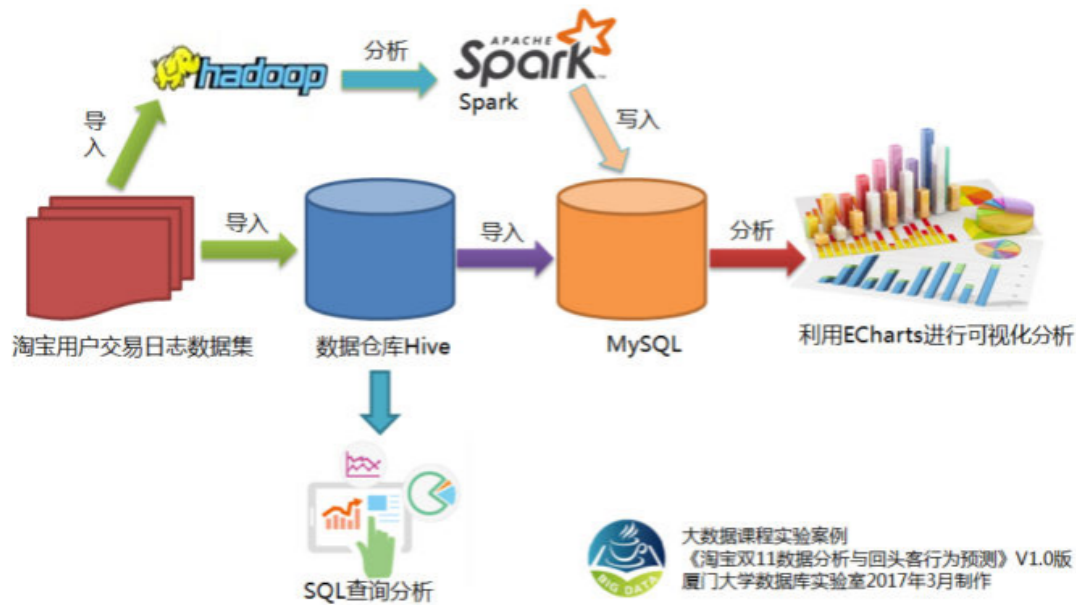 APACHE
hadoop
分析
Spark
Spark
导
入
写入
导入
导入
分析
淘宝用户交易日志数据集
数据仓库Hive
MySQL
利用ECharts进行可视化分析
SQL查询分析
BIG DATA
大数据课程实验案例
《淘宝双11数据分析与回头客行为预测》V1.0版
厦门大学数据库实验室2017年3月制作